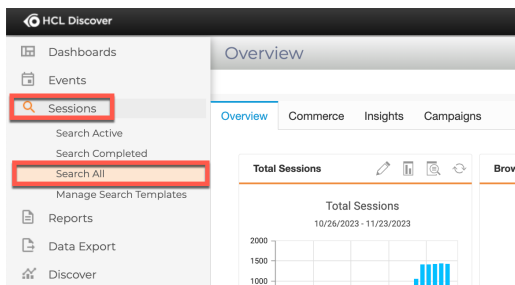 HCL Discover
Dashboards
Events
Sessions
Search Active
Search Completed
Search All
Manage Search Templates
Reports
Data Export
Discover
Overview
Overview Commerce Insights Campaigns
Total Sessions
Brow
Total Sessions
10/26/2023 - 11/23/2023
2000
1500
1000